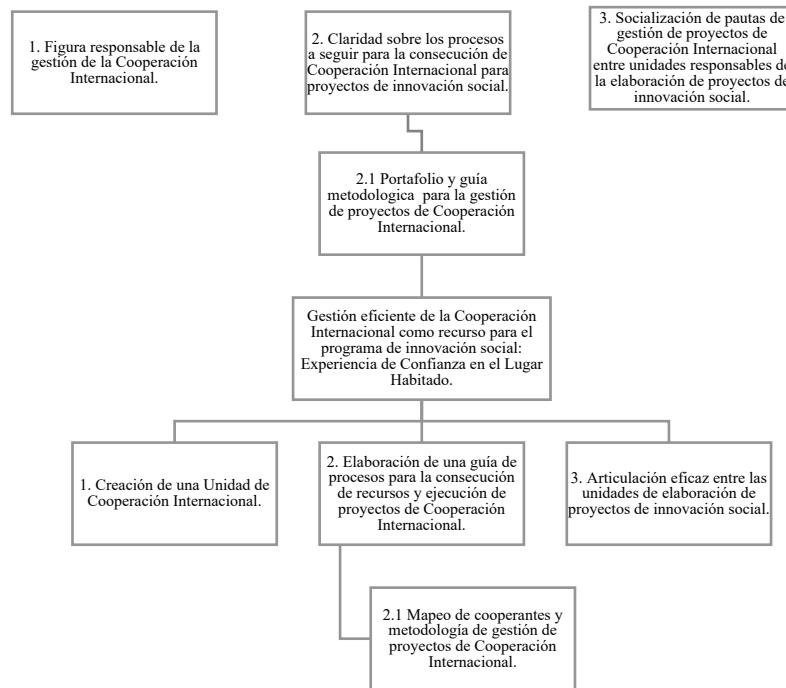 1. Figura responsable de la
gestión de la Cooperación
Internacional.
2. Claridad sobre los procesos
a seguir para la consecución de
Cooperación Internacional para
proyectos de innovación social.
3. Socialización de pautas de
gestión de proyectos de
Cooperación Internacional
entre unidades responsables de
la elaboración de proyectos de
innovación social.
2.1 Portafolio y guía
metodologica para la gestión
de proyectos de Cooperación
Internacional.
Gestión eficiente de la Cooperación
Internacional como recurso para el
programa de innovación social:
Experiencia de Confianza en el Lugar
Habitado.
1. Creación de una Unidad de
Cooperación Internacional.
2. Elaboración de una guía de
procesos para la consecución
de recursos y ejecución de
proyectos de Cooperación
Internacional.
3. Articulación eficaz entre las
unidades de elaboración de
proyectos de innovación social.
2.1 Mapeo de cooperantes y
metodología de gestión de
proyectos de Cooperación
Internacional.